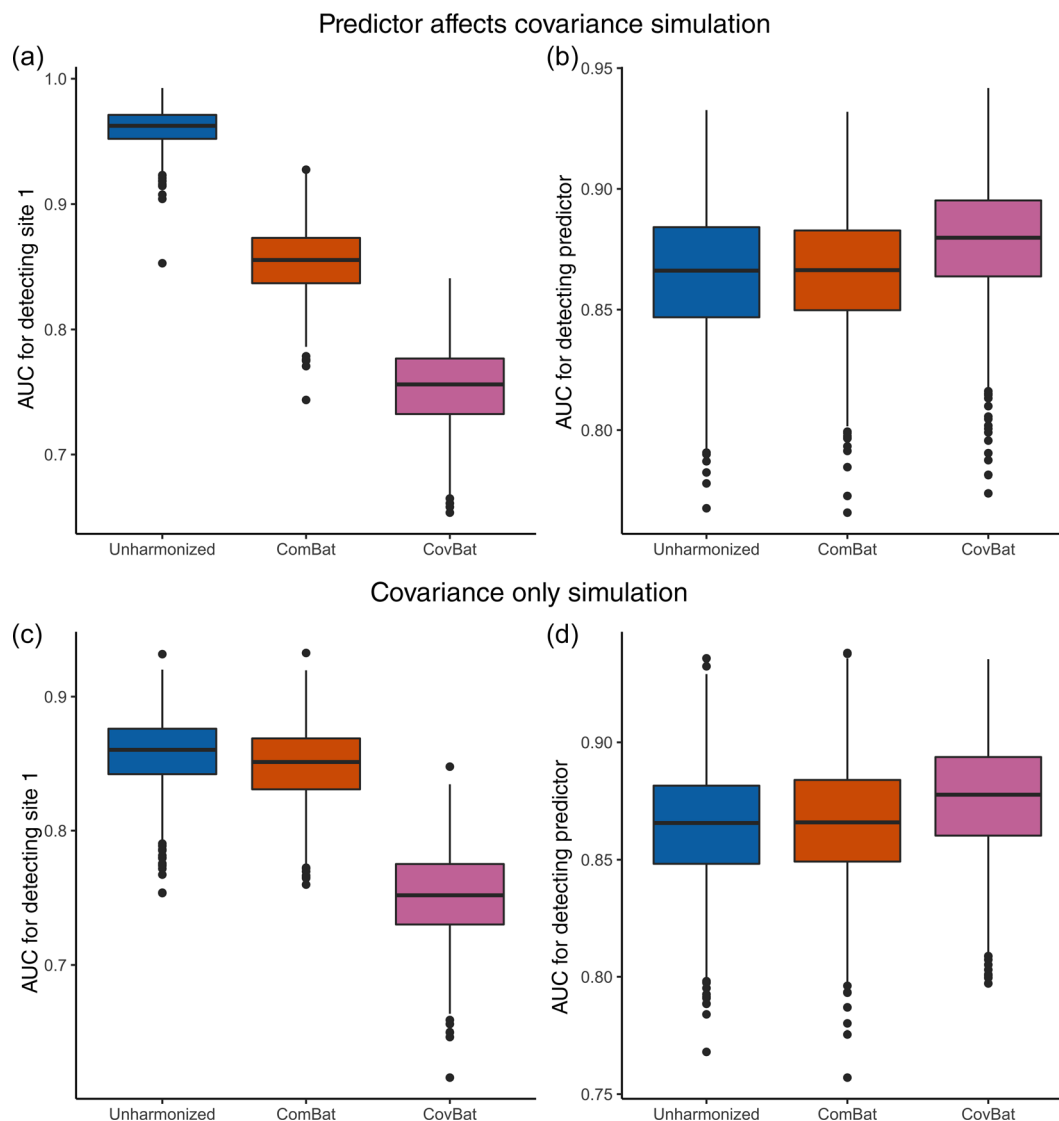 Predictor affects covariance simulation
(a)
(b)
AUC for detecting site 1
1.0
0.9
0.8
0.7
Unharmonized
ComBat
CovBat
AUC for detecting predictor
0.95
0.90
0.85
0.80
Unharmonized
ComBat
CovBat
Covariance only simulation
(c)
(d)
AUC for detecting site 1
0.9
0.8
0.7
Unharmonized
ComBat
CovBat
AUC for detecting predictor
0.90
0.85
0.80
0.75
Unharmonized
ComBat
CovBat